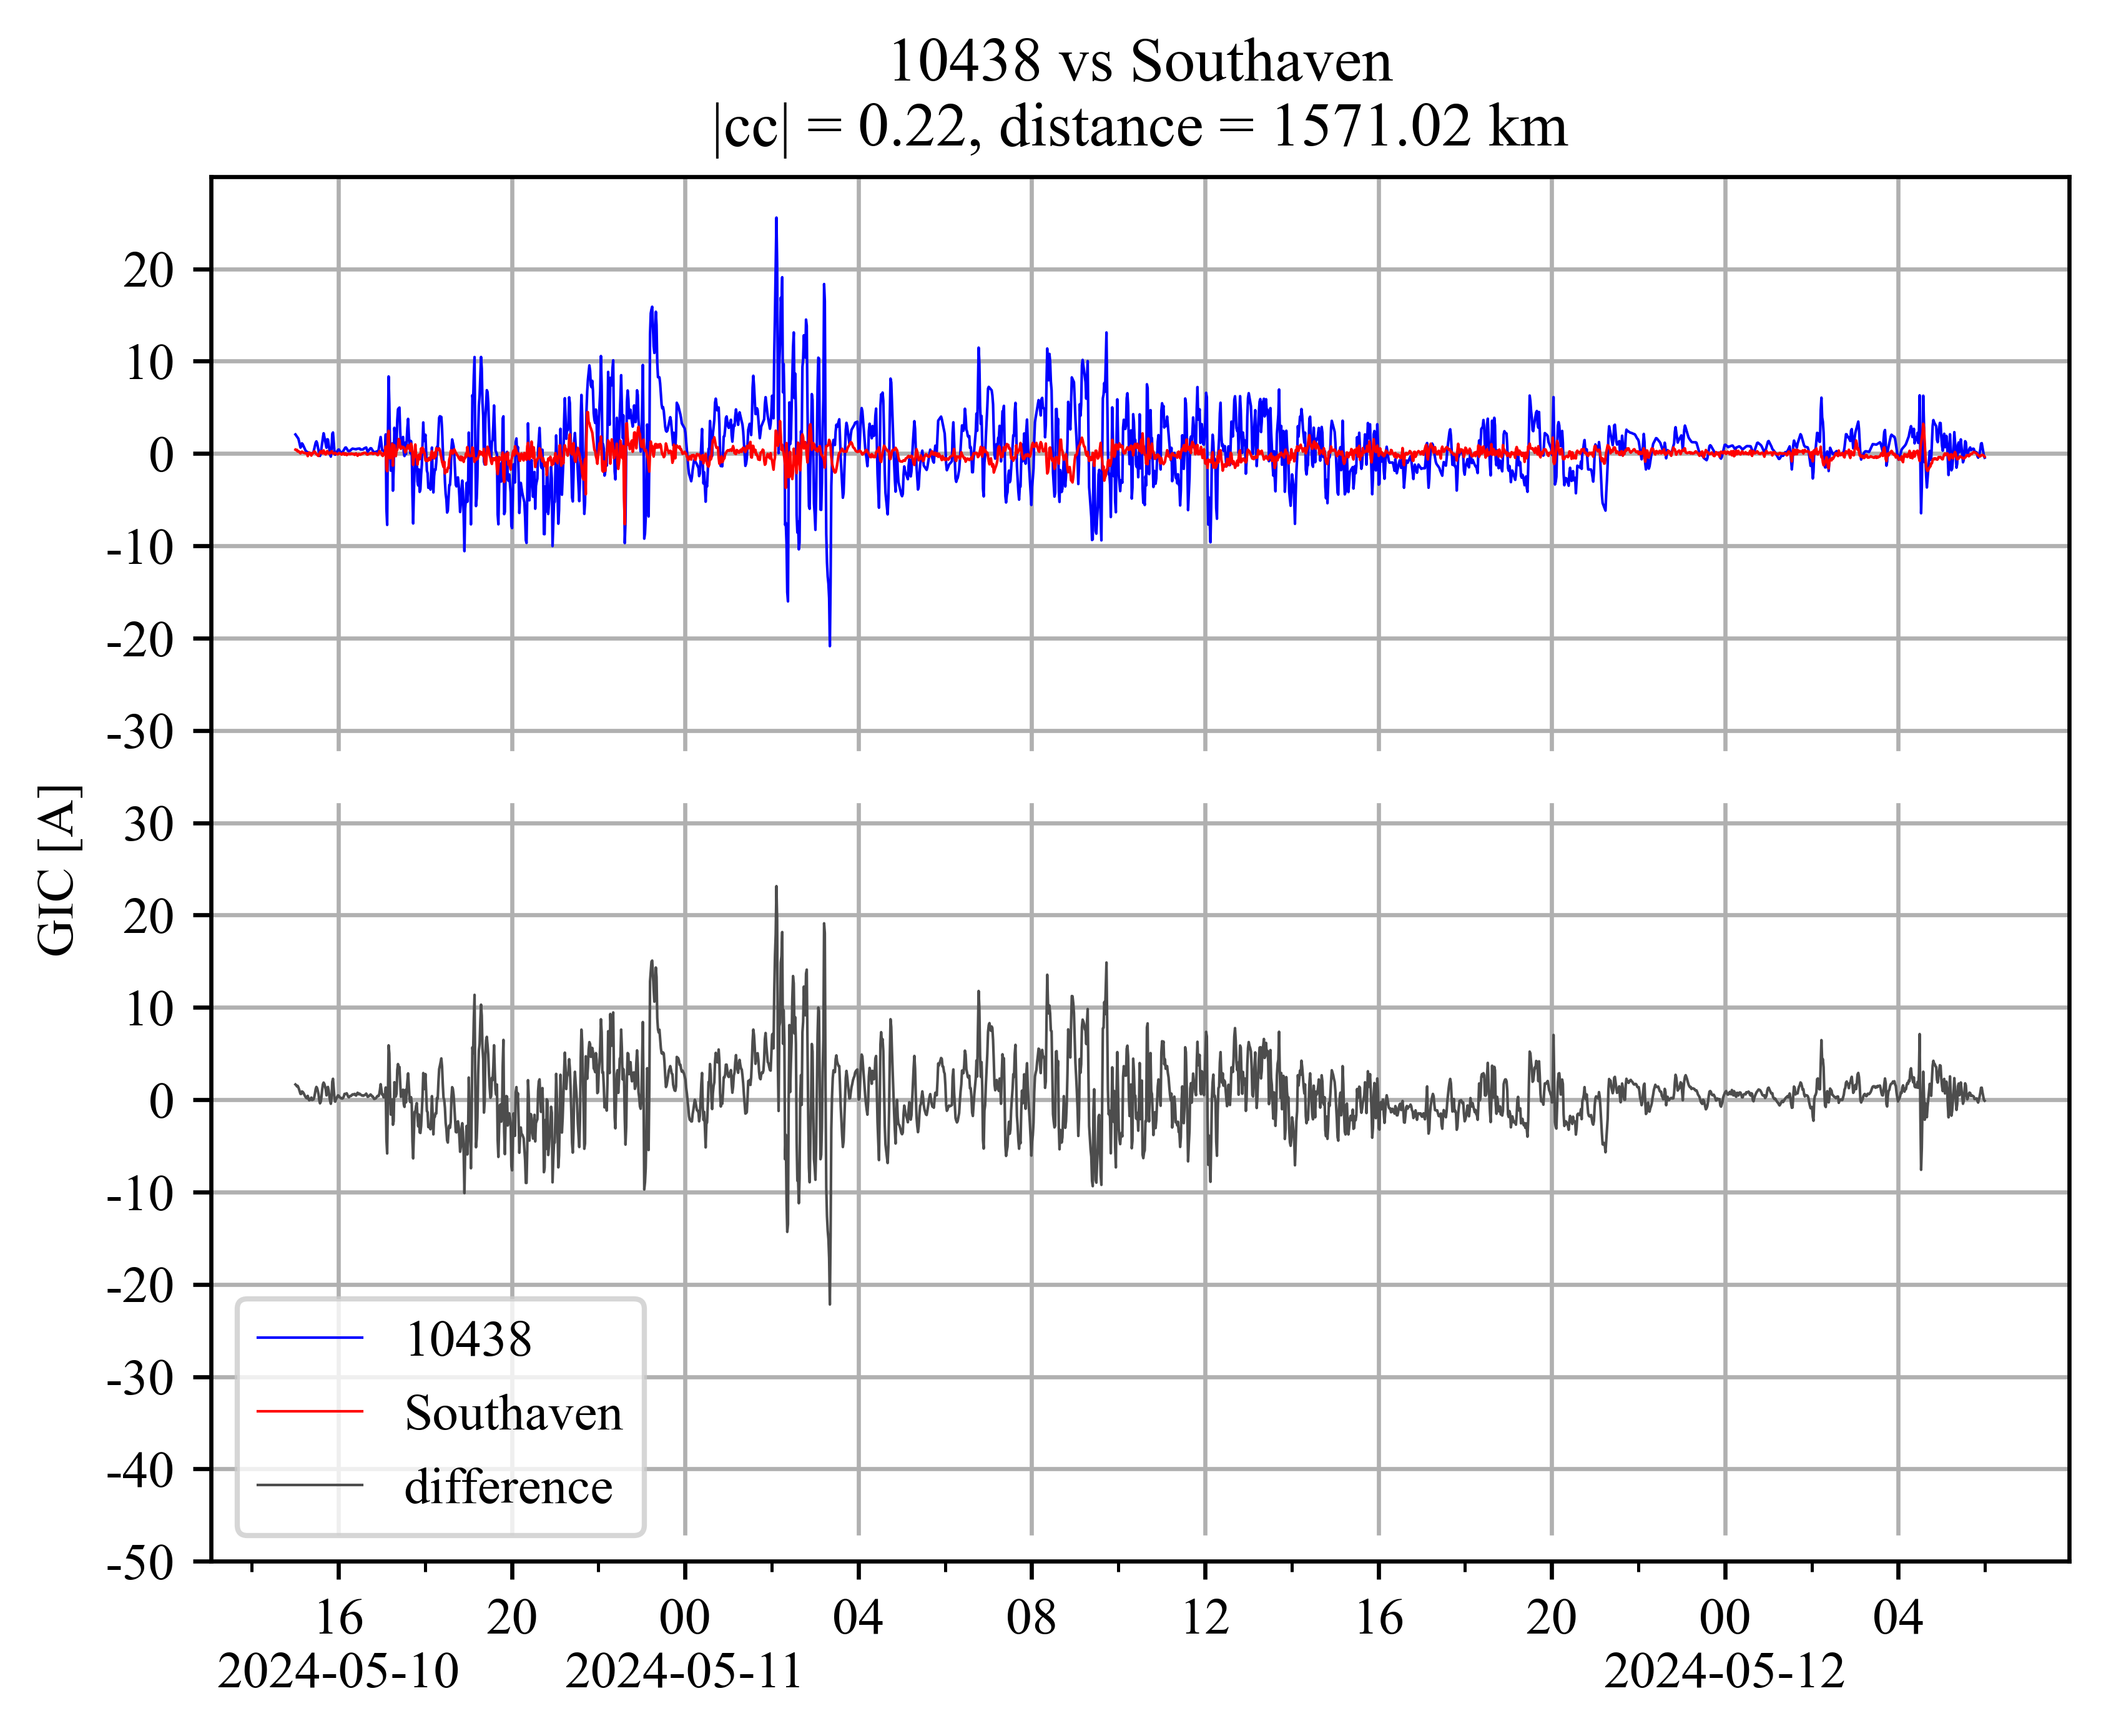 10438 vs Southaven
|cc| = 0.22, distance = 1571.02 km
20
10
0
-10
-20
-30
30
20
10
0
-10
-20
-30
-40
-50
GIC [A]
10438
Southaven
difference
16 20 00 04 08 12 16 20 00 04
2024-05-10 2024-05-11 2024-05-12